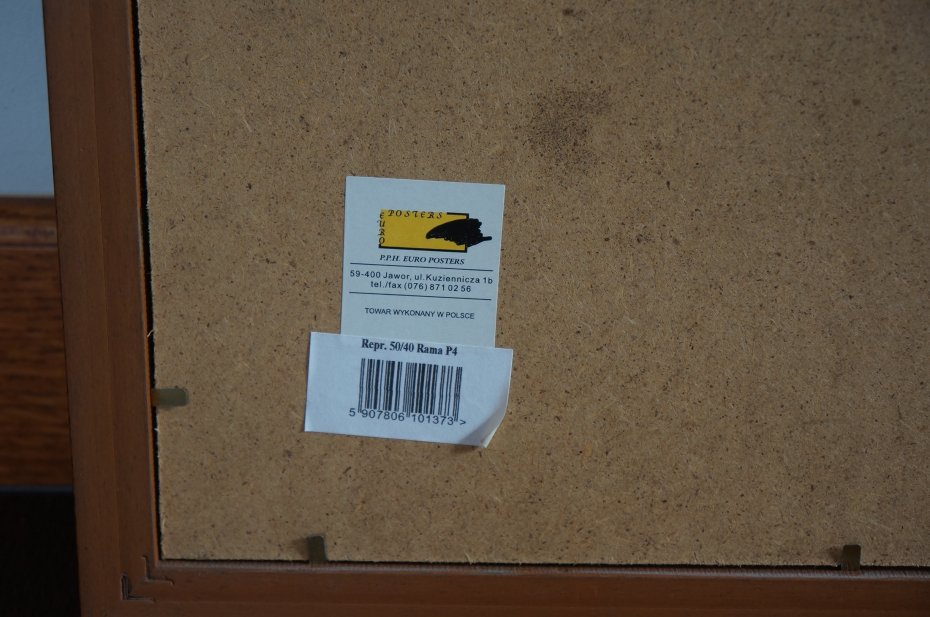 POSTERS
EURO
P.P.H. EURO POSTERS
59-400 Jawor, ul. Kuziennicza 1b
tel./fax (076) 871 02 56
TOWAR WYKONANY W POLSCE
Repr. 50/40 Rama P4
5 907806 101373 >